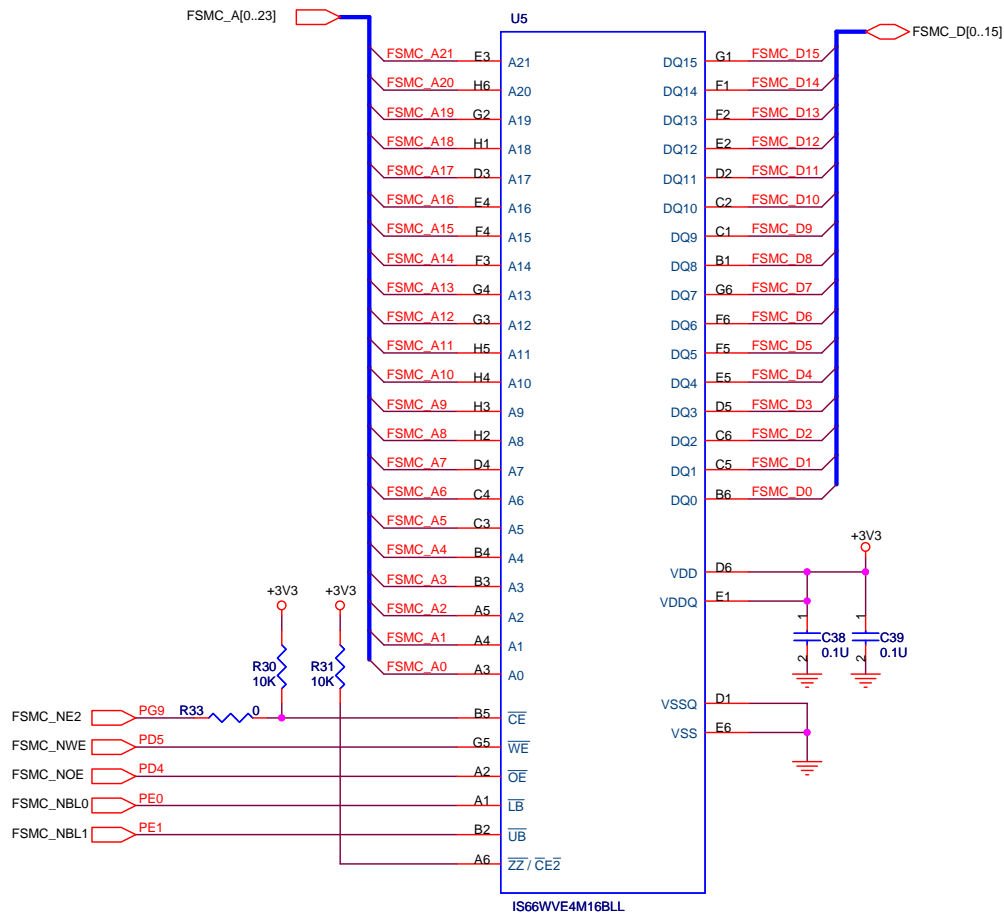 FSMC_A[0..23]
U5
FSMC_D[0..15]
FSMC_A21 E3 A21 DQ15 G1 FSMC_D15
FSMC_A20 H6 A20 DQ14 F1 FSMC_D14
FSMC_A19 G2 A19 DQ13 F2 FSMC_D13
FSMC_A18 H1 A18 DQ12 E2 FSMC_D12
FSMC_A17 D3 A17 DQ11 D2 FSMC_D11
FSMC_A16 E4 A16 DQ10 C2 FSMC_D10
FSMC_A15 F4 A15 DQ9 C1 FSMC_D9
FSMC_A14 F3 A14 DQ8 B1 FSMC_D8
FSMC_A13 G4 A13 DQ7 G6 FSMC_D7
FSMC_A12 G3 A12 DQ6 F6 FSMC_D6
FSMC_A11 H5 A11 DQ5 F5 FSMC_D5
FSMC_A10 H4 A10 DQ4 E5 FSMC_D4
FSMC_A9 H3 A9 DQ3 D5 FSMC_D3
FSMC_A8 H2 A8 DQ2 C6 FSMC_D2
FSMC_A7 D4 A7 DQ1 C5 FSMC_D1
FSMC_A6 C4 A6 DQ0 B6 FSMC_D0
FSMC_A5 C3 A5
FSMC_A4 B4 A4
+3V3
VDD D6
FSMC_A3 B3 A3
VDDQ E1
+3V3 +3V3
FSMC_A2 A5 A2
1 1
C38 0.1U
C39 0.1U
2 2
FSMC_A1 A4 A1
R30 10K
R31 10K
FSMC_A0 A3 A0
VSSQ D1
VSS E6
FSMC_NE2 PG9 R33 0 B5 CE
FSMC_NWE PD5 G5 WE
FSMC_NOE PD4 A2 OE
FSMC_NBL0 PE0 A1 LB
FSMC_NBL1 PE1 B2 UB
A6 ZZ / CE2
IS66WVE4M16BLL